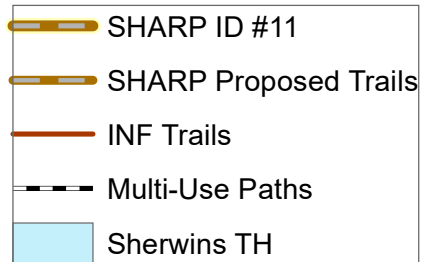 SHARP ID #11
SHARP Proposed Trails
INF Trails
Multi-Use Paths
Sherwins TH